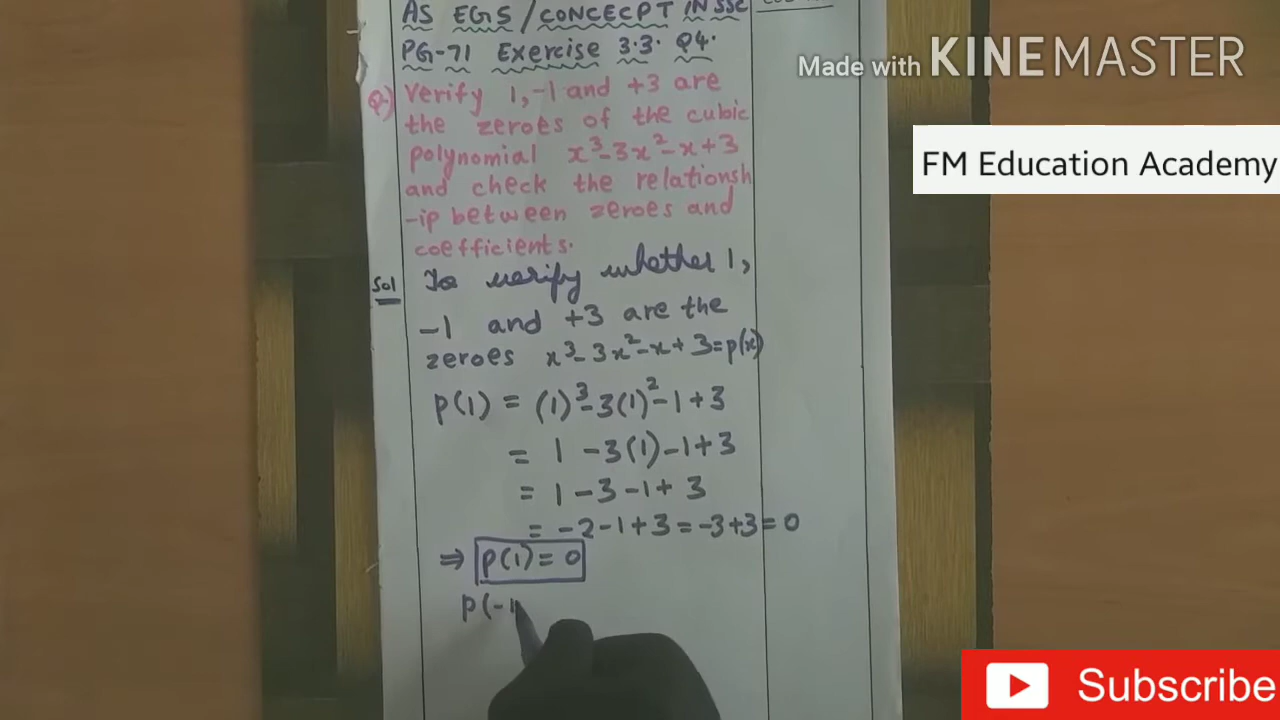 AS EGS/CONCECPT IN SSC
PG-71 Exercise 3.3. Q4.
Made with KINEMASTER
FM Education Academy
Q) Verify 1,-1 and +3 are
the zeroes of the cubic
polynomial x³-3x²-x+3
and check the relationsh
-ip between zeroes and
coefficients.
Sol To verify whether 1,
-1 and +3 are the
zeroes x³-3x²-x+3=p(x)
p(1) = (1)³-3(1)²-1+3
= 1 -3(1)-1+3
= 1-3-1+3
= -2-1+3=-3+3=0
⇒ p(1)=0
p(-1
Subscribe